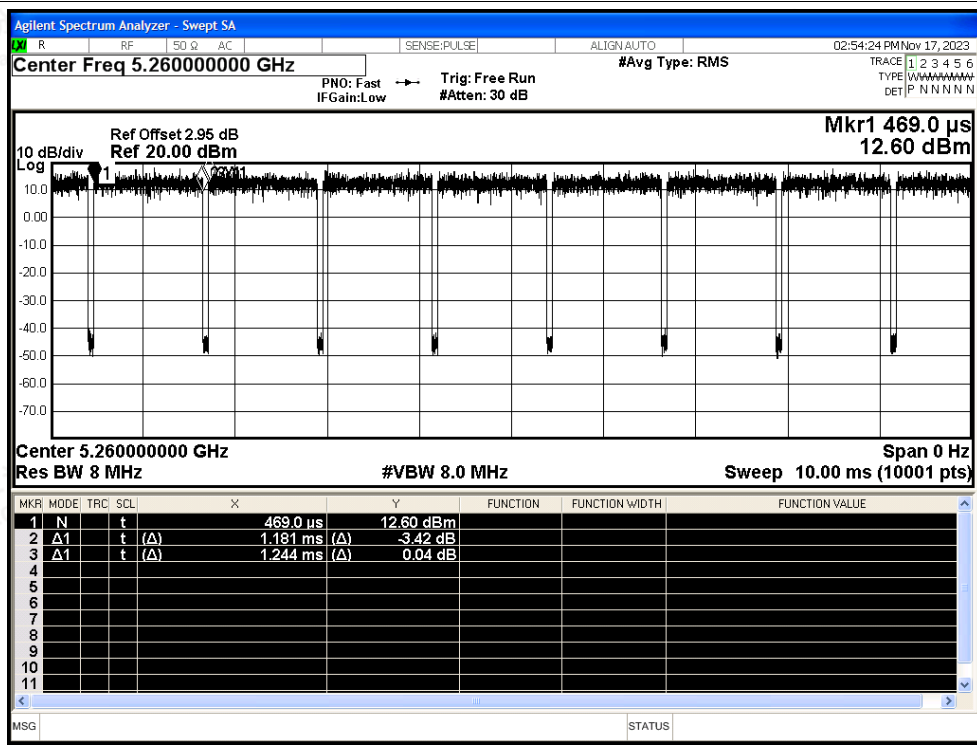 Agilent Spectrum Analyzer - Swept SA
LXI R RF 50 Ω AC SENSE:PULSE ALIGN AUTO 02:54:24 PM Nov 17, 2023
Center Freq 5.260000000 GHz
#Avg Type: RMS
TRACE 1 2 3 4 5 6
PNO: Fast Trig: Free Run
TYPE
IFGain:Low #Atten: 30 dB
DET P N N N N N
Mkr1 469.0 µs
12.60 dBm
Ref Offset 2.95 dB
10 dB/div Ref 20.00 dBm
Log
1
10.0
0.00
-10.0
-20.0
-30.0
-40.0
-50.0
-60.0
-70.0
Center 5.260000000 GHz Span 0 Hz
Res BW 8 MHz #VBW 8.0 MHz Sweep 10.00 ms (10001 pts)
MKR MODE TRC SCL X Y FUNCTION FUNCTION WIDTH FUNCTION VALUE
1 N t 469.0 µs 12.60 dBm
2 Δ1 t (Δ) 1.181 ms (Δ) -3.42 dB
3 Δ1 t (Δ) 1.244 ms (Δ) 0.04 dB
4
5
6
7
8
9
10
11
MSG STATUS